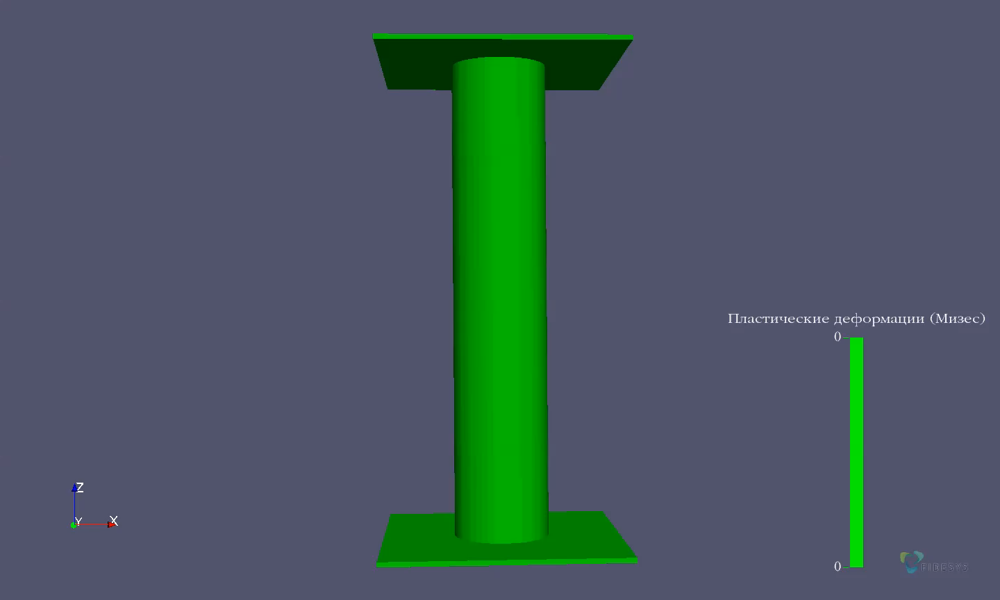 Пластические деформации (Мизес)
0
Z
Y X
0
FIDESYS